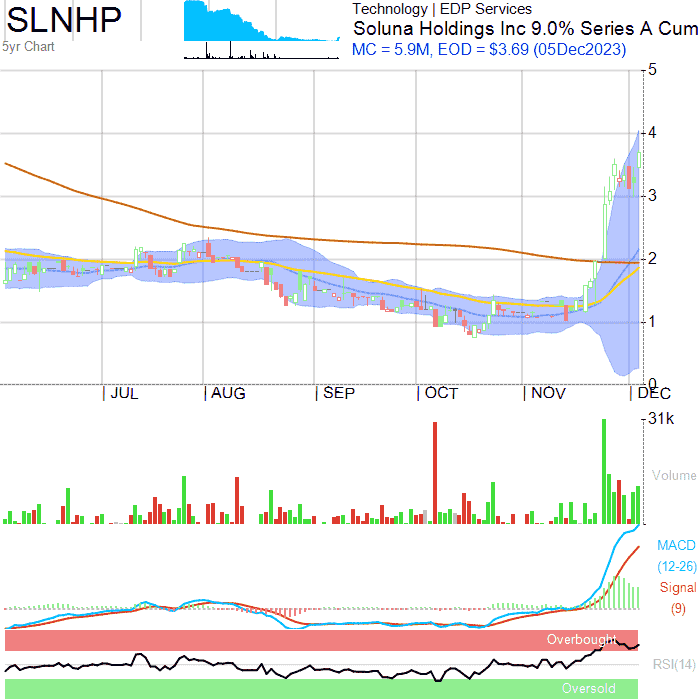 SLNHP
5yr Chart
Technology | EDP Services
Soluna Holdings Inc 9.0% Series A Cum
MC = 5.9M, EOD = $3.69 (05Dec2023)
5
4
3
2
1
0
JUL
AUG
SEP
OCT
NOV
DEC
31k
Volume
MACD
(12-26)
Signal
(9)
Overbought
RSI(14)
Oversold